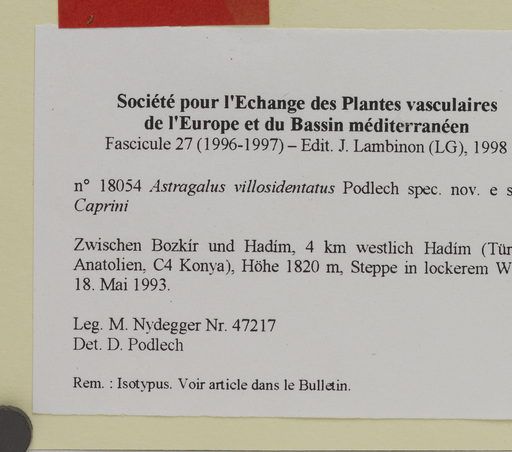 Société pour l'Echange des Plantes vasculaires
de l'Europe et du Bassin méditerranéen
Fascicule 27 (1996-1997) – Edit. J. Lambinon (LG), 1998
n° 18054 Astragalus villosidentatus Podlech spec. nov. e s
Caprini
Zwischen Bozkír und Hadím, 4 km westlich Hadím (Tür
Anatolien, C4 Konya), Höhe 1820 m, Steppe in lockerem W
18. Mai 1993.
Leg. M. Nydegger Nr. 47217
Det. D. Podlech
Rem. : Isotypus. Voir article dans le Bulletin.